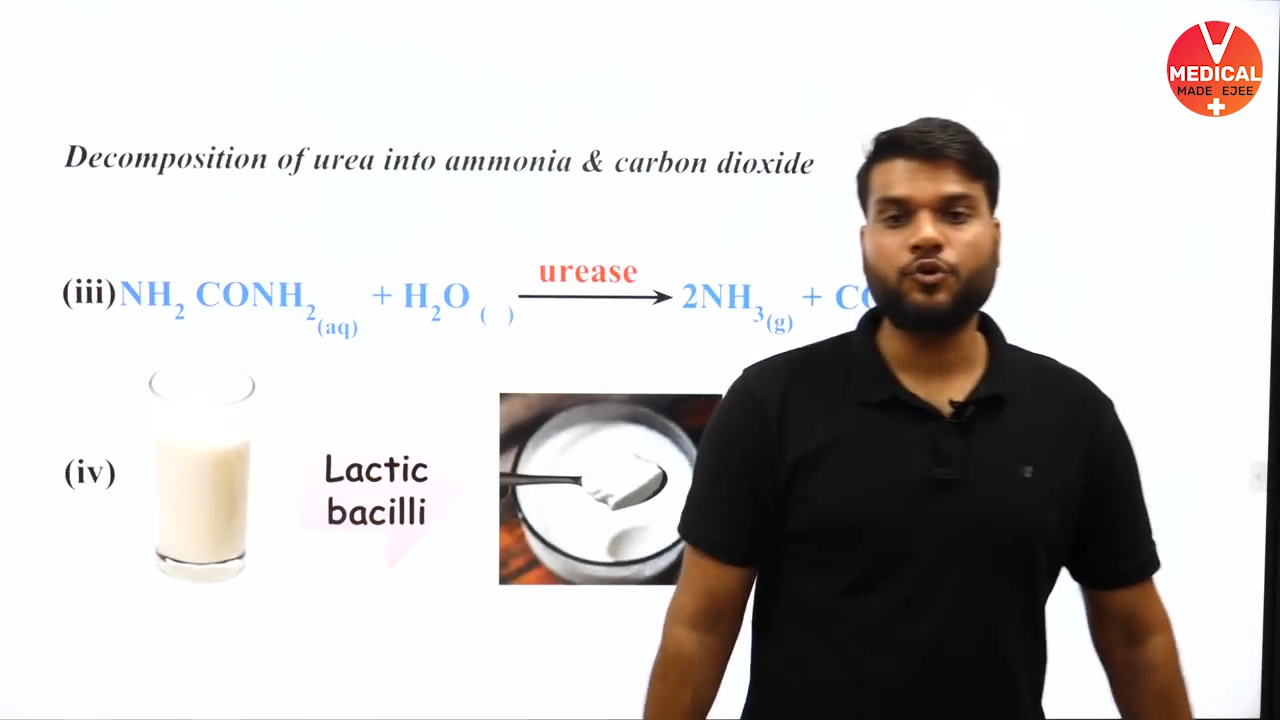 MEDICAL
MADE EJEE
Decomposition of urea into ammonia & carbon dioxide
(iii) NH₂ CONH₂(aq) + H₂O ( ) urease 2NH₃(g) +
(iv) Lactic
bacilli